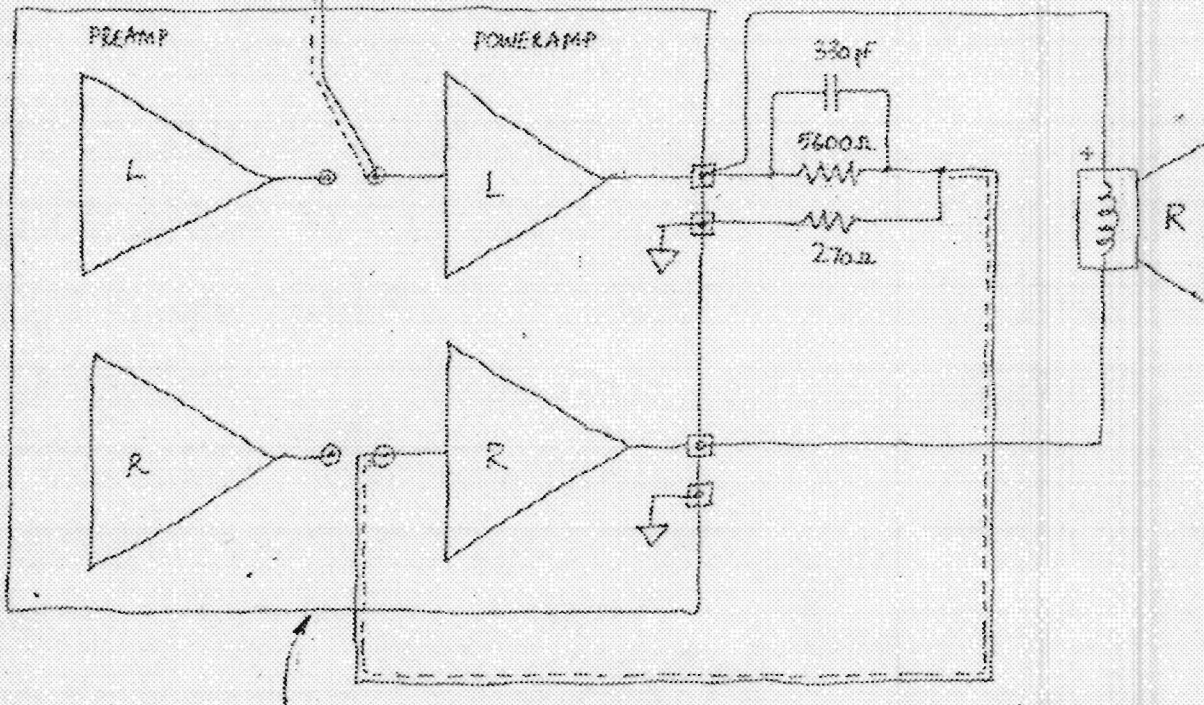 PREAMP
POWERAMP
330pF
L
L
5600Ω
270Ω
+
R
R
R